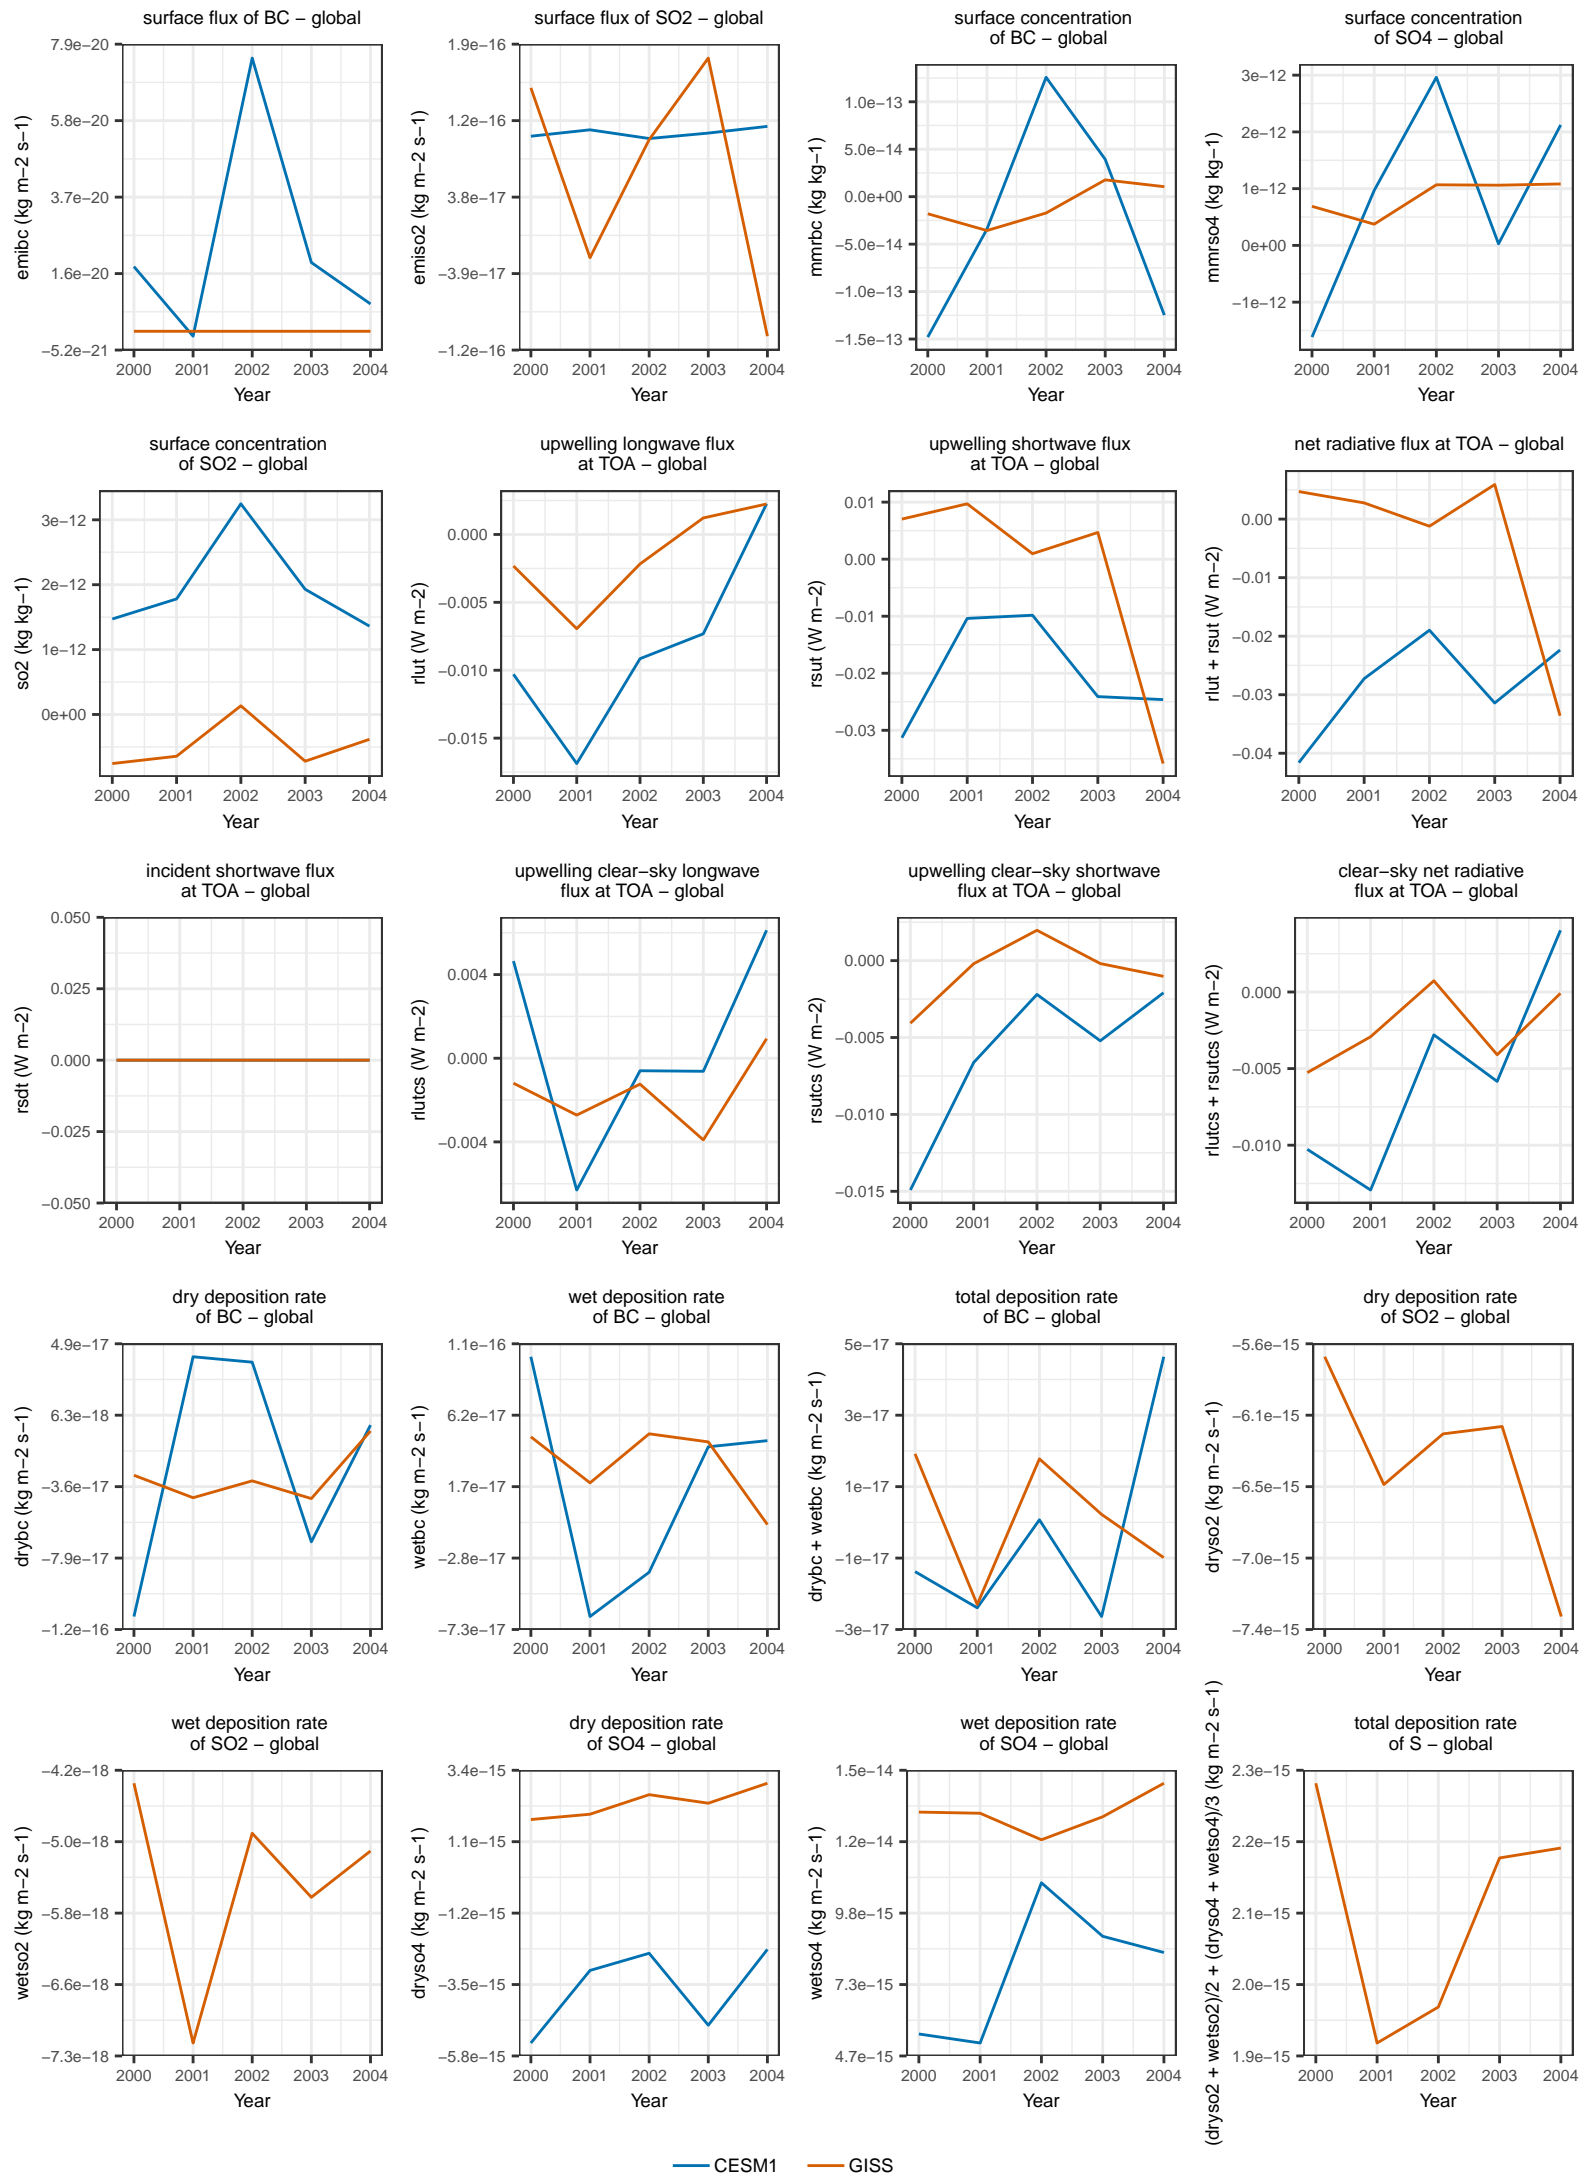 surface flux of BC – global
7.9e−20
5.8e−20
3.7e−20
1.6e−20
−5.2e−21
emibc (kg m−2 s−1)
2000 2001 2002 2003 2004
Year
surface flux of SO2 – global
1.9e−16
1.2e−16
3.8e−17
−3.9e−17
−1.2e−16
emiso2 (kg m−2 s−1)
2000 2001 2002 2003 2004
Year
surface concentration
of BC – global
1.0e−13
5.0e−14
0.0e+00
−5.0e−14
−1.0e−13
−1.5e−13
mmrbc (kg kg−1)
2000 2001 2002 2003 2004
Year
surface concentration
of SO4 – global
3e−12
2e−12
1e−12
0e+00
−1e−12
mmrso4 (kg kg−1)
2000 2001 2002 2003 2004
Year
surface concentration
of SO2 – global
3e−12
2e−12
1e−12
0e+00
so2 (kg kg−1)
2000 2001 2002 2003 2004
Year
upwelling longwave flux
at TOA – global
0.000
−0.005
−0.010
−0.015
rlut (W m−2)
2000 2001 2002 2003 2004
Year
upwelling shortwave flux
at TOA – global
0.01
0.00
−0.01
−0.02
−0.03
rsut (W m−2)
2000 2001 2002 2003 2004
Year
net radiative flux at TOA – global
0.00
−0.01
−0.02
−0.03
−0.04
rlut + rsut (W m−2)
2000 2001 2002 2003 2004
Year
incident shortwave flux
at TOA – global
0.050
0.025
0.000
−0.025
−0.050
rsdt (W m−2)
2000 2001 2002 2003 2004
Year
upwelling clear−sky longwave
flux at TOA – global
0.004
0.000
−0.004
rlutcs (W m−2)
2000 2001 2002 2003 2004
Year
upwelling clear−sky shortwave
flux at TOA – global
0.000
−0.005
−0.010
−0.015
rsutcs (W m−2)
2000 2001 2002 2003 2004
Year
clear−sky net radiative
flux at TOA – global
0.000
−0.005
−0.010
rlutcs + rsutcs (W m−2)
2000 2001 2002 2003 2004
Year
dry deposition rate
of BC – global
4.9e−17
6.3e−18
−3.6e−17
−7.9e−17
−1.2e−16
drybc (kg m−2 s−1)
2000 2001 2002 2003 2004
Year
wet deposition rate
of BC – global
1.1e−16
6.2e−17
1.7e−17
−2.8e−17
−7.3e−17
wetbc (kg m−2 s−1)
2000 2001 2002 2003 2004
Year
total deposition rate
of BC – global
5e−17
3e−17
1e−17
−1e−17
−3e−17
drybc + wetbc (kg m−2 s−1)
2000 2001 2002 2003 2004
Year
dry deposition rate
of SO2 – global
−5.6e−15
−6.1e−15
−6.5e−15
−7.0e−15
−7.4e−15
dryso2 (kg m−2 s−1)
2000 2001 2002 2003 2004
Year
wet deposition rate
of SO2 – global
−4.2e−18
−5.0e−18
−5.8e−18
−6.6e−18
−7.3e−18
wetso2 (kg m−2 s−1)
2000 2001 2002 2003 2004
Year
dry deposition rate
of SO4 – global
3.4e−15
1.1e−15
−1.2e−15
−3.5e−15
−5.8e−15
dryso4 (kg m−2 s−1)
2000 2001 2002 2003 2004
Year
wet deposition rate
of SO4 – global
1.5e−14
1.2e−14
9.8e−15
7.3e−15
4.7e−15
wetso4 (kg m−2 s−1)
2000 2001 2002 2003 2004
Year
total deposition rate
of S – global
2.3e−15
2.2e−15
2.1e−15
2.0e−15
1.9e−15
(dryso2 + wetso2)/2 + (dryso4 + wetso4)/3 (kg m−2 s−1)
2000 2001 2002 2003 2004
Year
CESM1 GISS